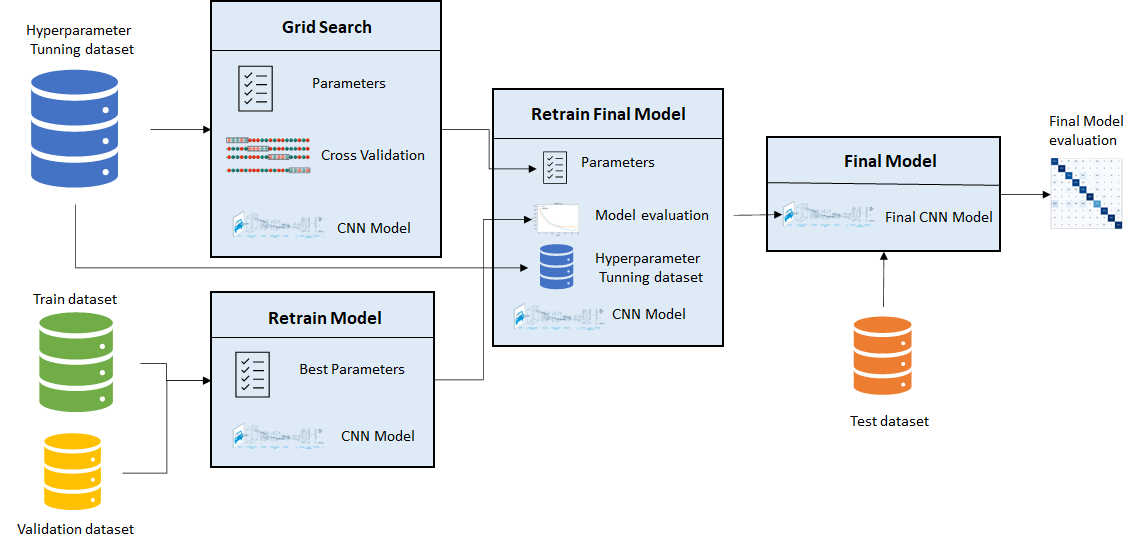 Hyperparameter
Tunning dataset
Grid Search
Parameters
Cross Validation
CNN Model
Train dataset
Validation dataset
Retrain Model
Best Parameters
CNN Model
Retrain Final Model
Parameters
Model evaluation
Hyperparameter
Tunning dataset
CNN Model
Final Model
Final CNN Model
Test dataset
Final Model
evaluation